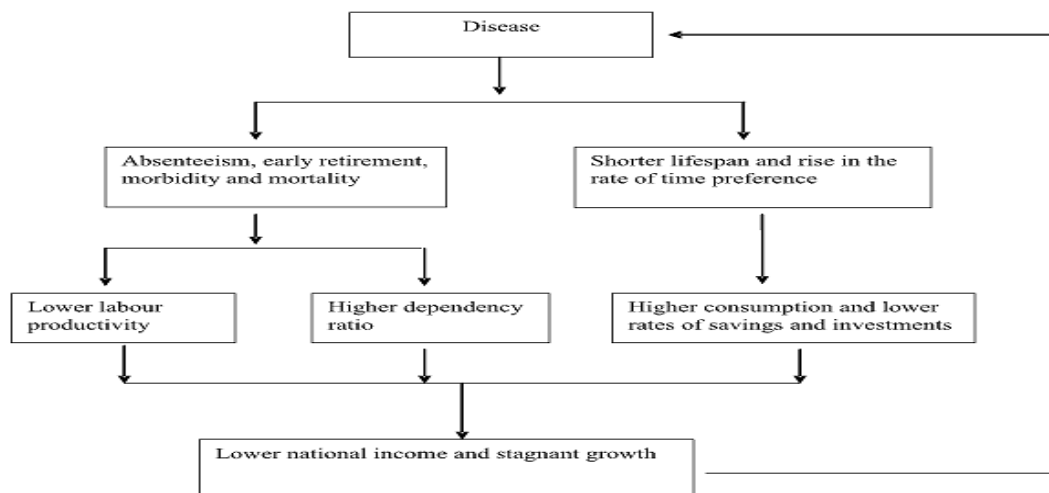 Disease
Absenteeism, early retirement,
morbidity and mortality
Shorter lifespan and rise in the
rate of time preference
Lower labour
productivity
Higher dependency
ratio
Higher consumption and lower
rates of savings and investments
Lower national income and stagnant growth